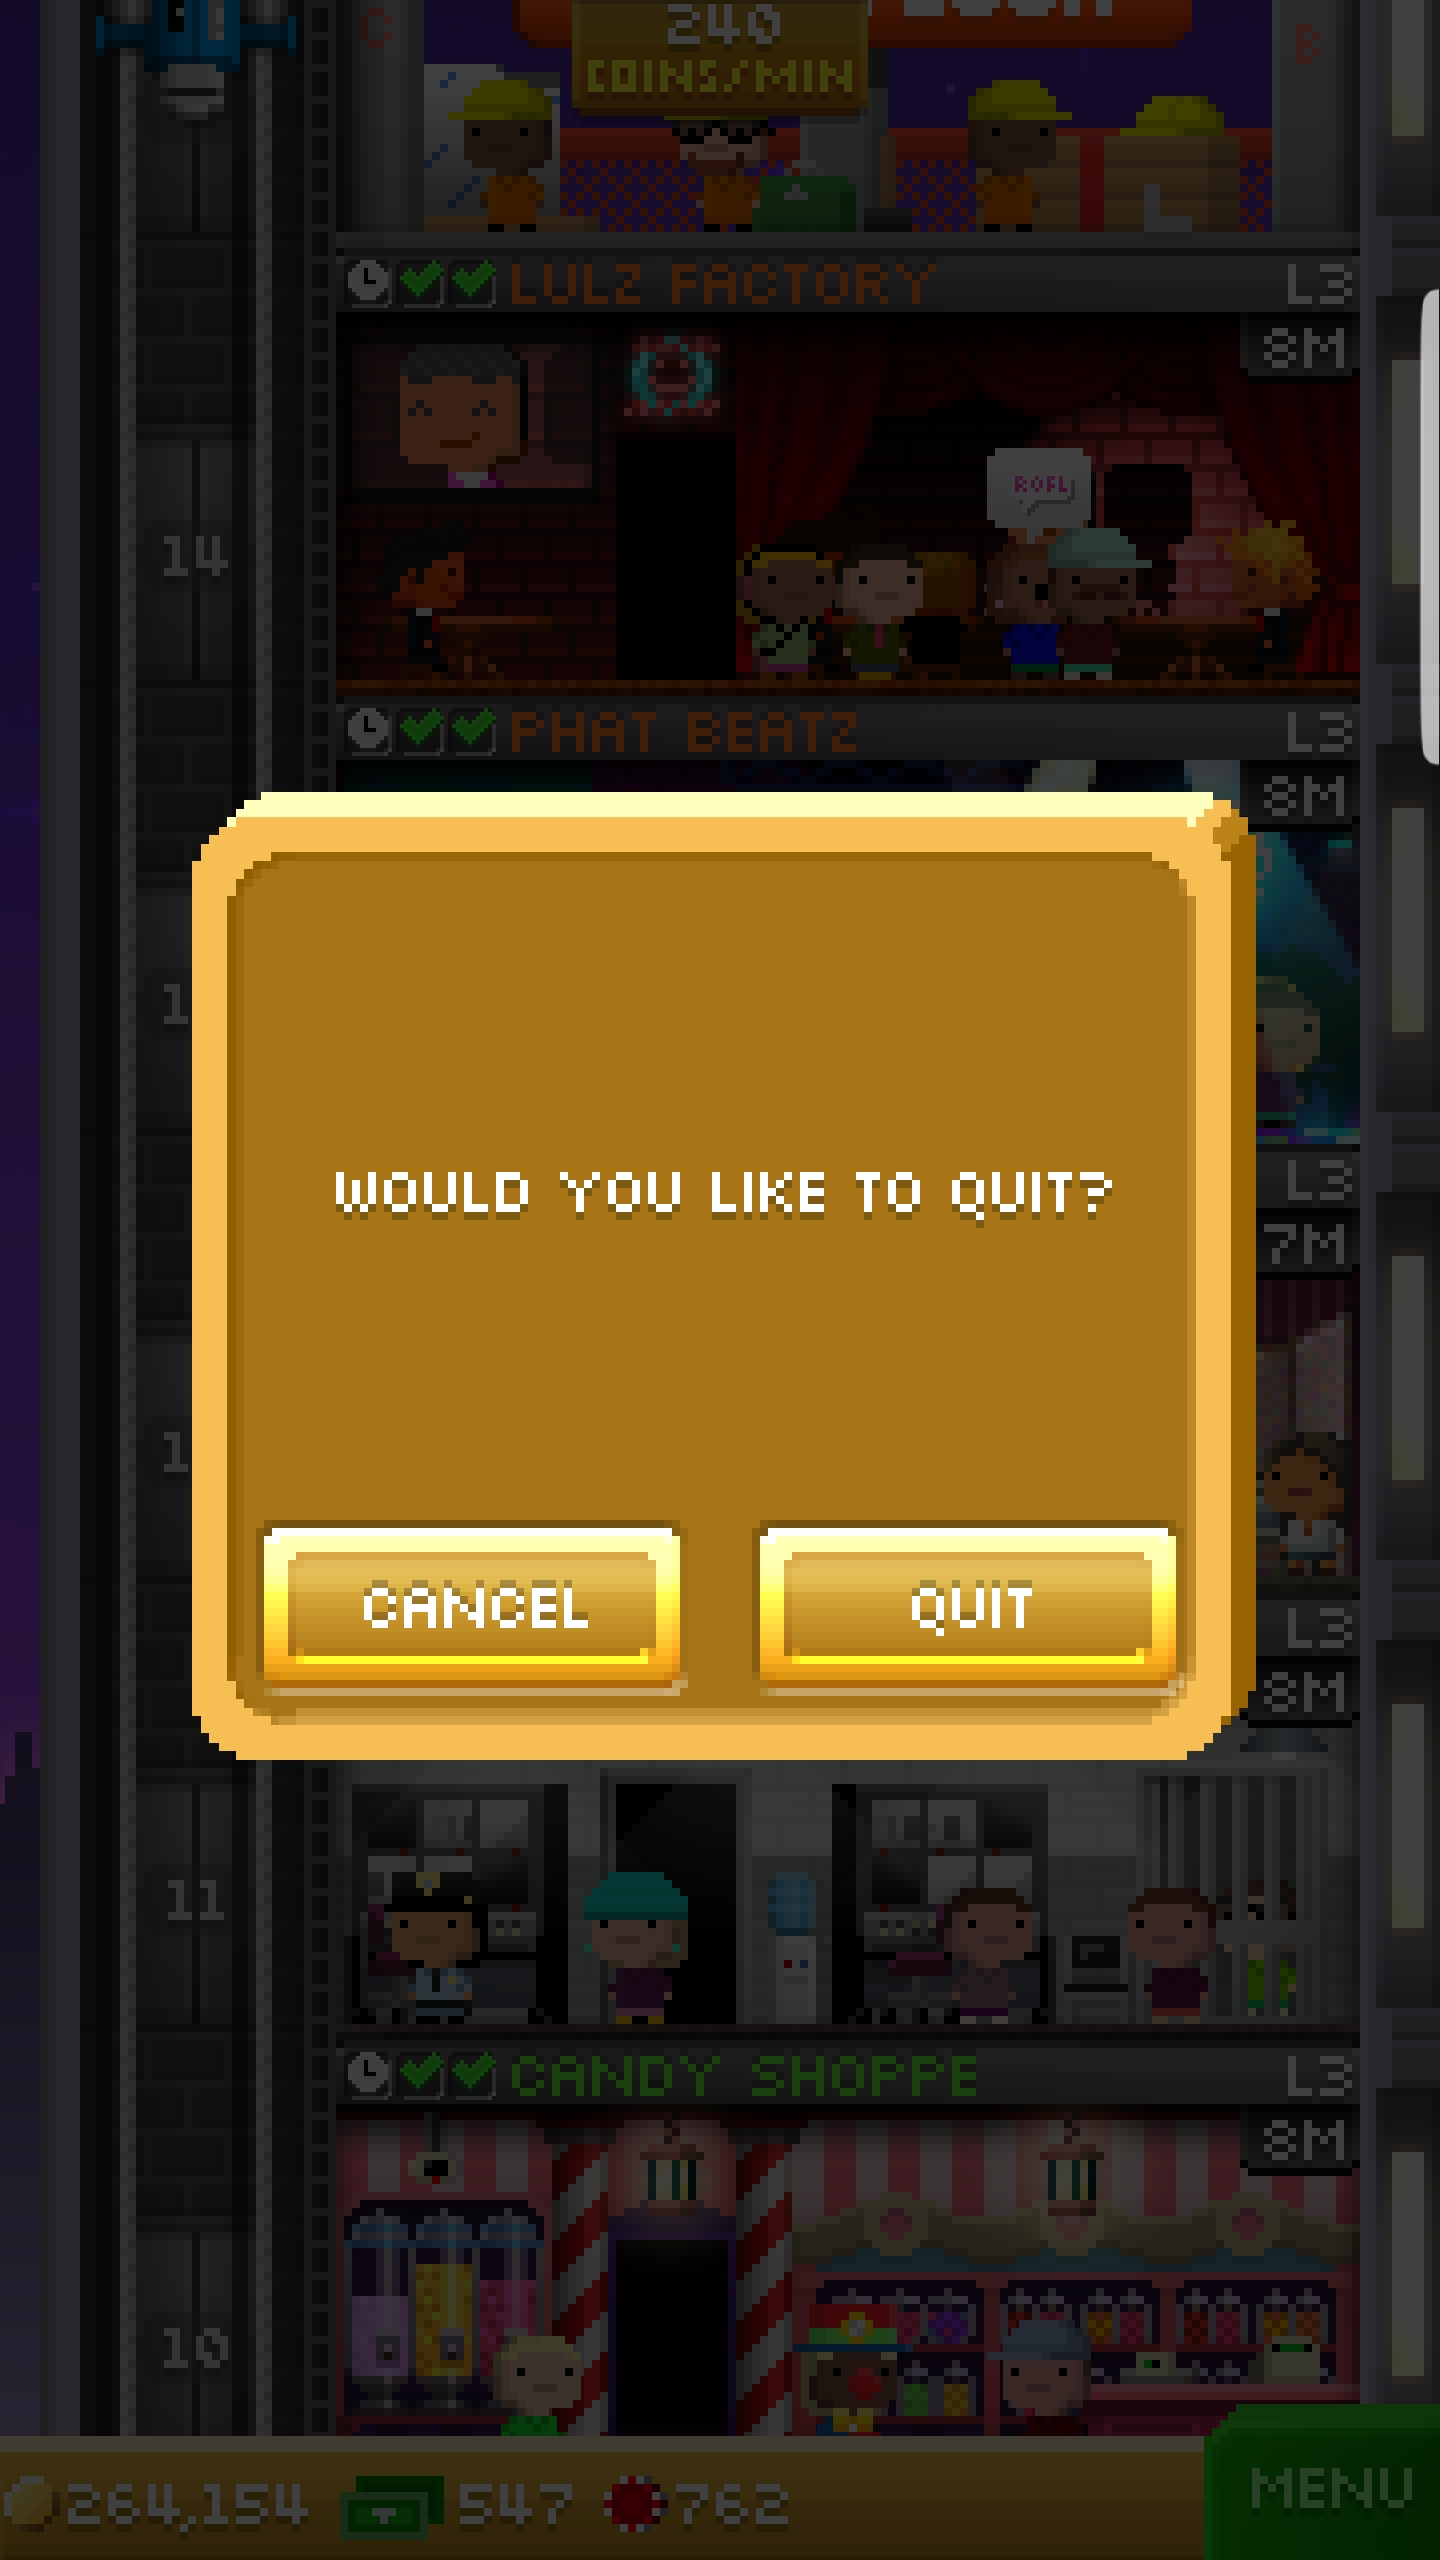 C
B
240
COINS/MIN
LULZ FACTORY
L3
8M
ROFL
14
PHAT BEATZ
L3
8M
L3
7M
WOULD YOU LIKE TO QUIT?
CANCEL
QUIT
L3
8M
11
CANDY SHOPPE
L3
8M
10
264,154
547
762
MENU